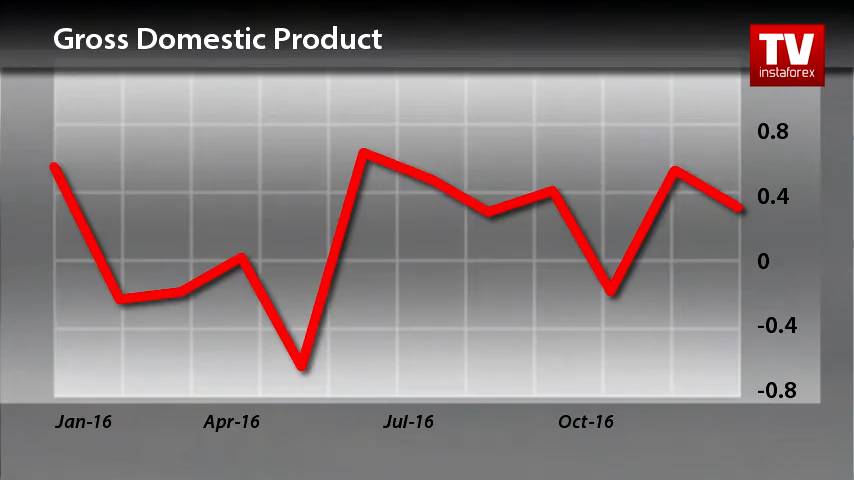 Gross Domestic Product
TV
instaforex
0.8
0.4
0
-0.4
-0.8
Jan-16 Apr-16 Jul-16 Oct-16